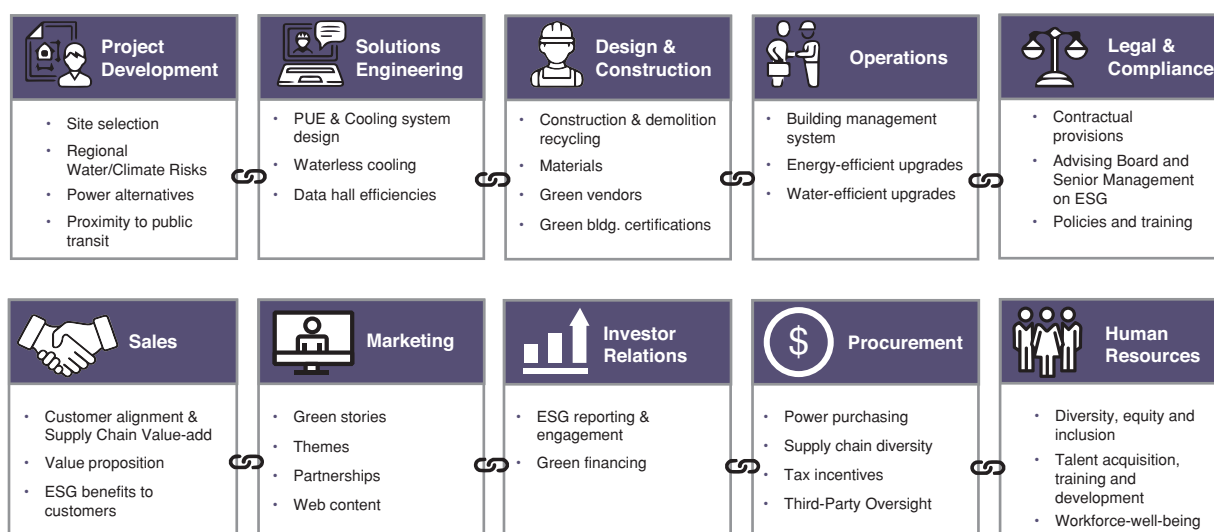 Project
Development
• Site selection
• Regional
Water/Climate Risks
• Power alternatives
• Proximity to public
transit
Solutions
Engineering
• PUE & Cooling system
design
• Waterless cooling
• Data hall efficiencies
Design &
Construction
• Construction & demolition
recycling
• Materials
• Green vendors
• Green bldg. certifications
Operations
• Building management
system
• Energy-efficient upgrades
• Water-efficient upgrades
Legal &
Compliance
• Contractual
provisions
• Advising Board and
Senior Management
on ESG
• Policies and training
Sales
• Customer alignment &
Supply Chain Value-add
• Value proposition
• ESG benefits to
customers
Marketing
• Green stories
• Themes
• Partnerships
• Web content
Investor
Relations
• ESG reporting &
engagement
• Green financing
$
Procurement
• Power purchasing
• Supply chain diversity
• Tax incentives
• Third-Party Oversight
Human
Resources
• Diversity, equity and
inclusion
• Talent acquisition,
training and
development
• Workforce-well-being